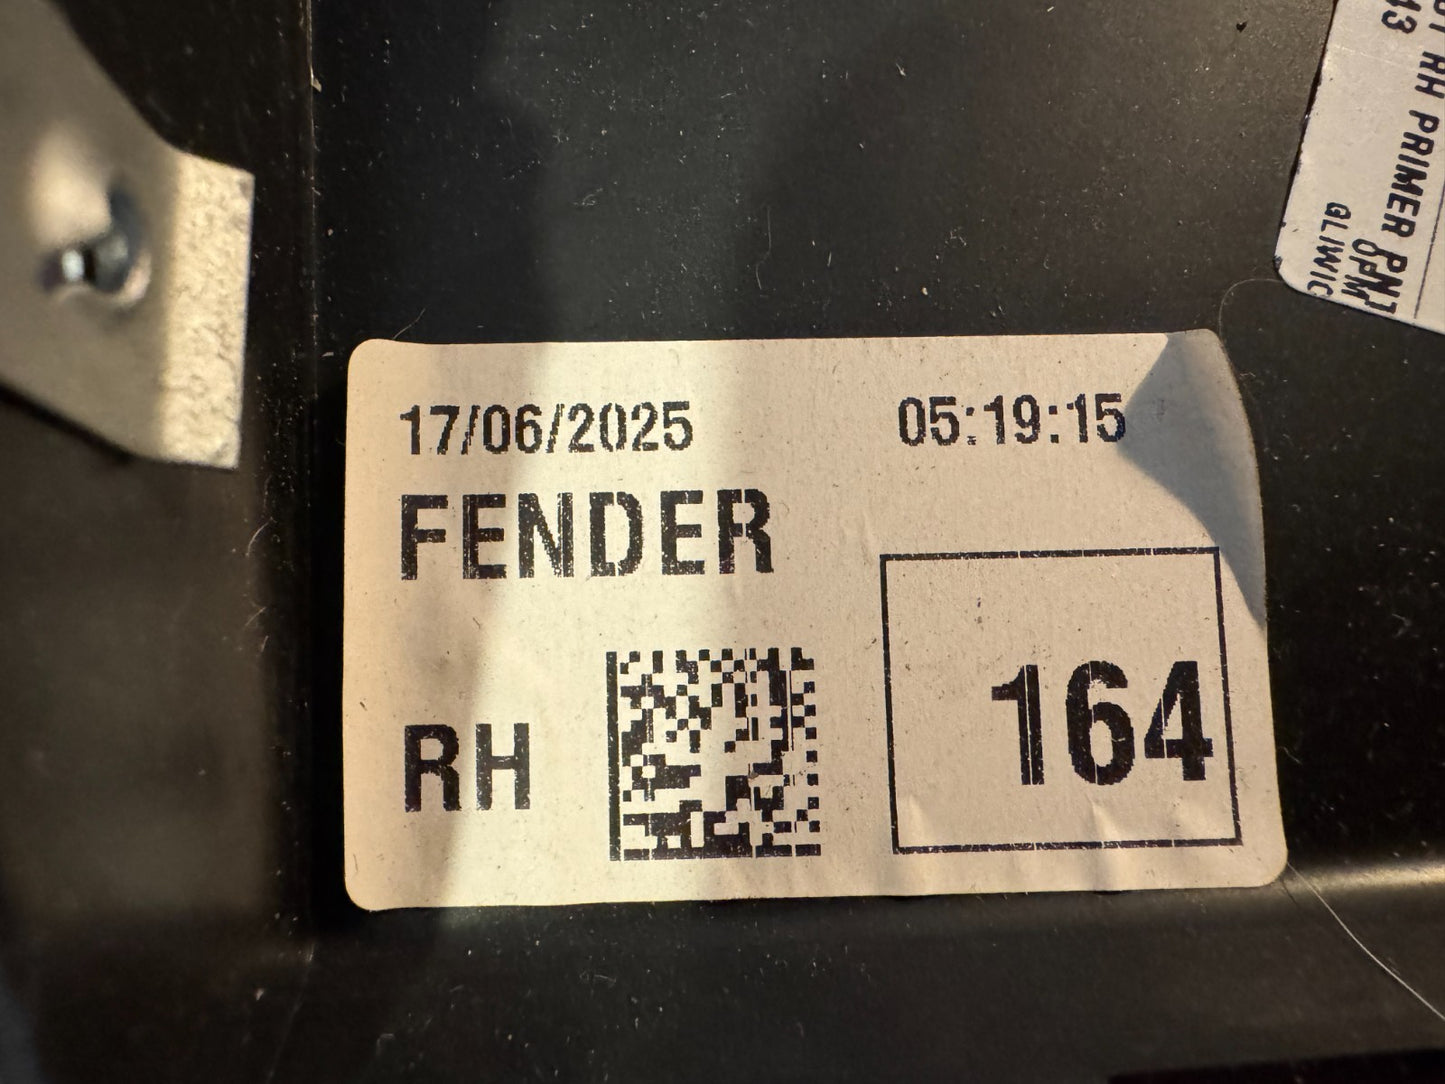 17/06/2025 05:19:15
FENDER
RH
164
RH PRIMER
GLIWIC